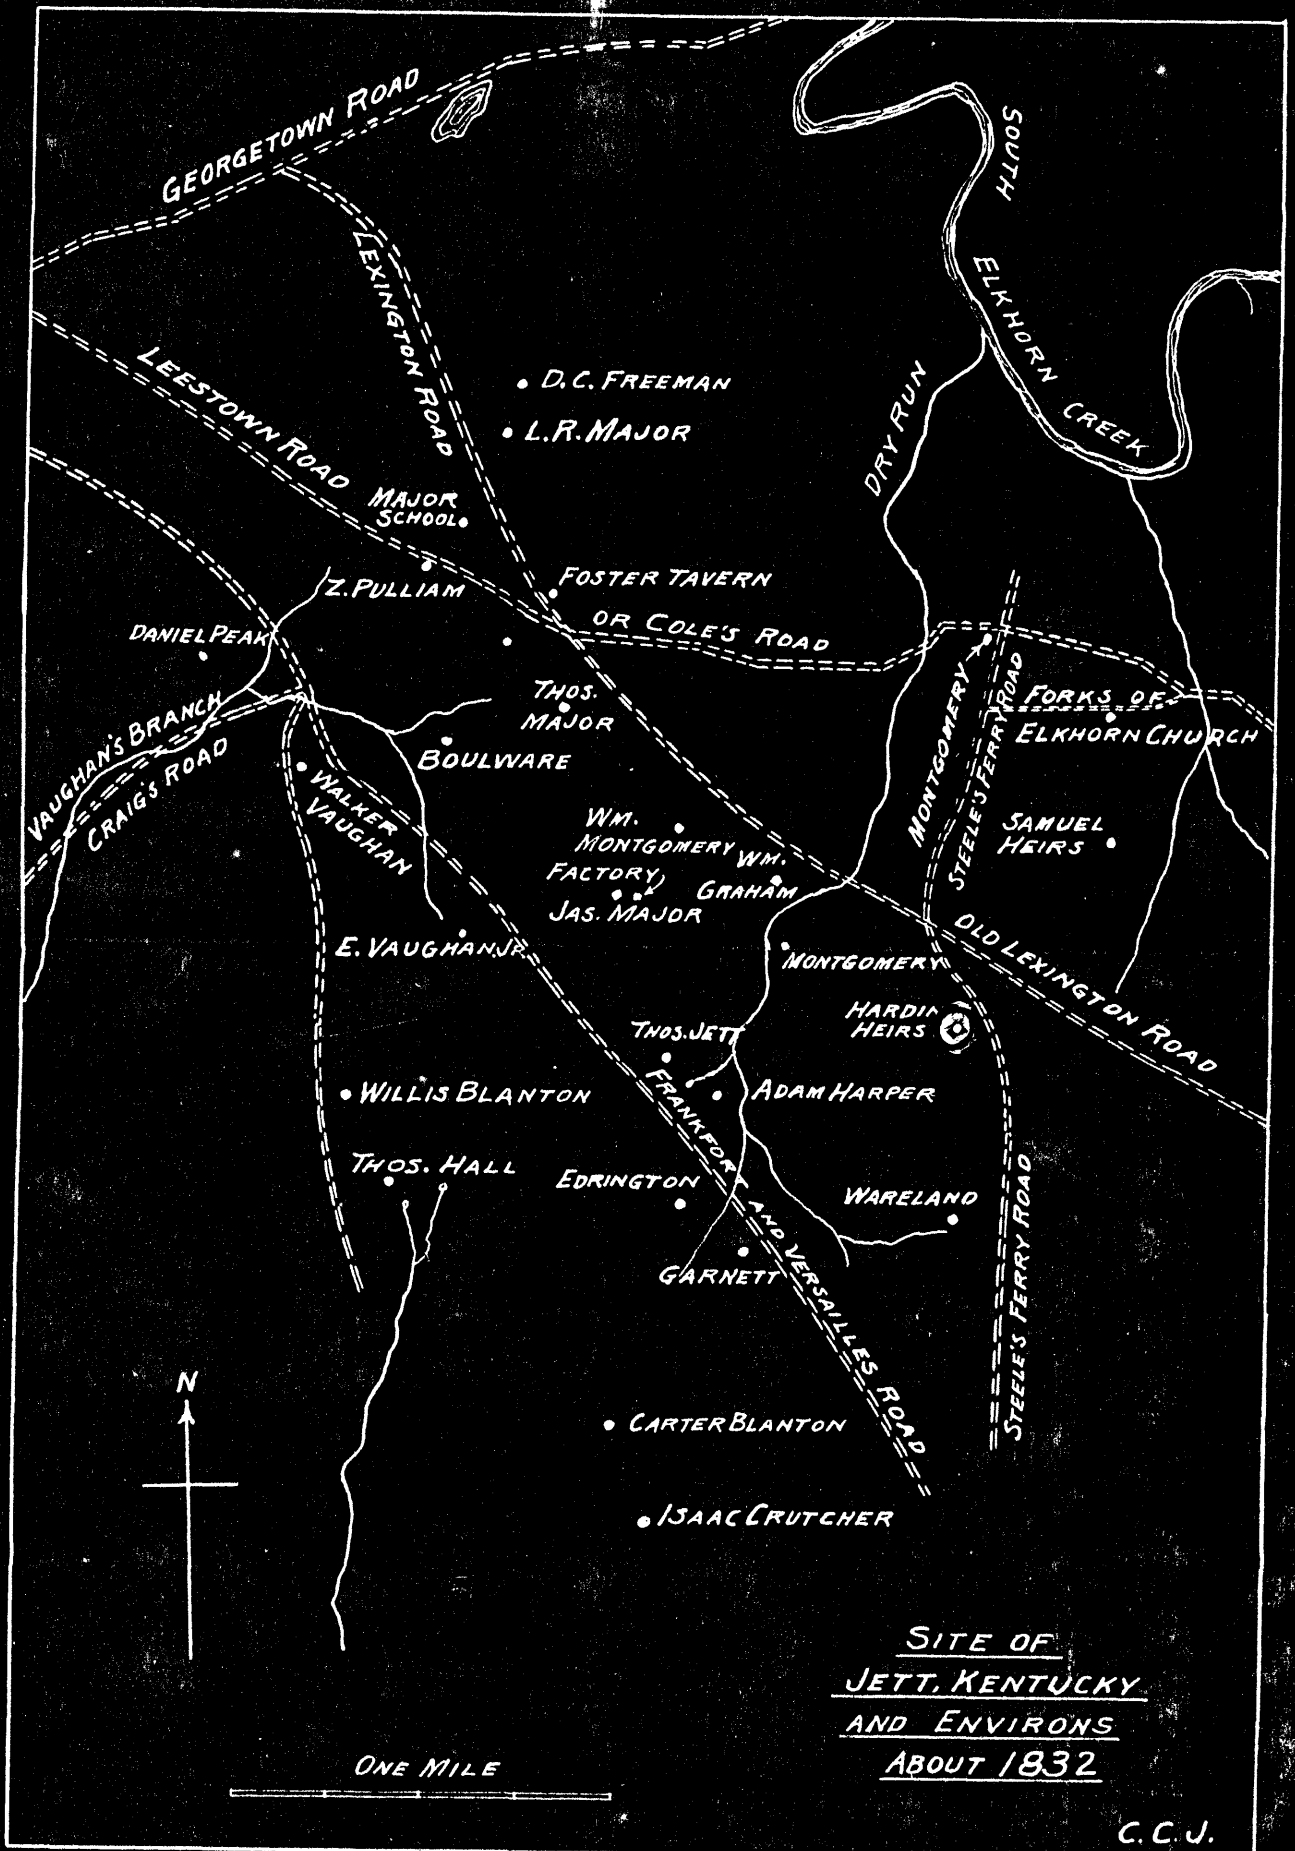 GEORGETOWN ROAD
SOUTH
ELKHORN
CREEK
LEXINGTON ROAD
LEESTOWN ROAD
D.C. FREEMAN
L.R. MAJOR
DRY RUN
MAJOR
SCHOOL
Z. PULLIAM
FOSTER TAVERN
OR COLE'S ROAD
DANIEL PEAK
THOS.
MAJOR
BOULWARE
VAUGHAN'S BRANCH
CRAIG'S ROAD
WALKER
VAUGHAN
MONTGOMERY
STEELE'S FERRY ROAD
FORKS OF
ELKHORN CHURCH
SAMUEL
HEIRS
WM.
MONTGOMERY
WM.
GRAHAM
FACTORY
JAS. MAJOR
E. VAUGHAN, JR.
MONTGOMERY
OLD LEXINGTON ROAD
HARDIN
HEIRS
THOS. JETT
FRANKFORT AND VERSAILLES ROAD
WILLIS BLANTON
ADAM HARPER
THOS. HALL
EDRINGTON
WARELAND
GARNETT
STEELE'S FERRY ROAD
N
CARTER BLANTON
ISAAC CRUTCHER
SITE OF
JETT, KENTUCKY
AND ENVIRONS
ABOUT 1832
ONE MILE
C. C. J.